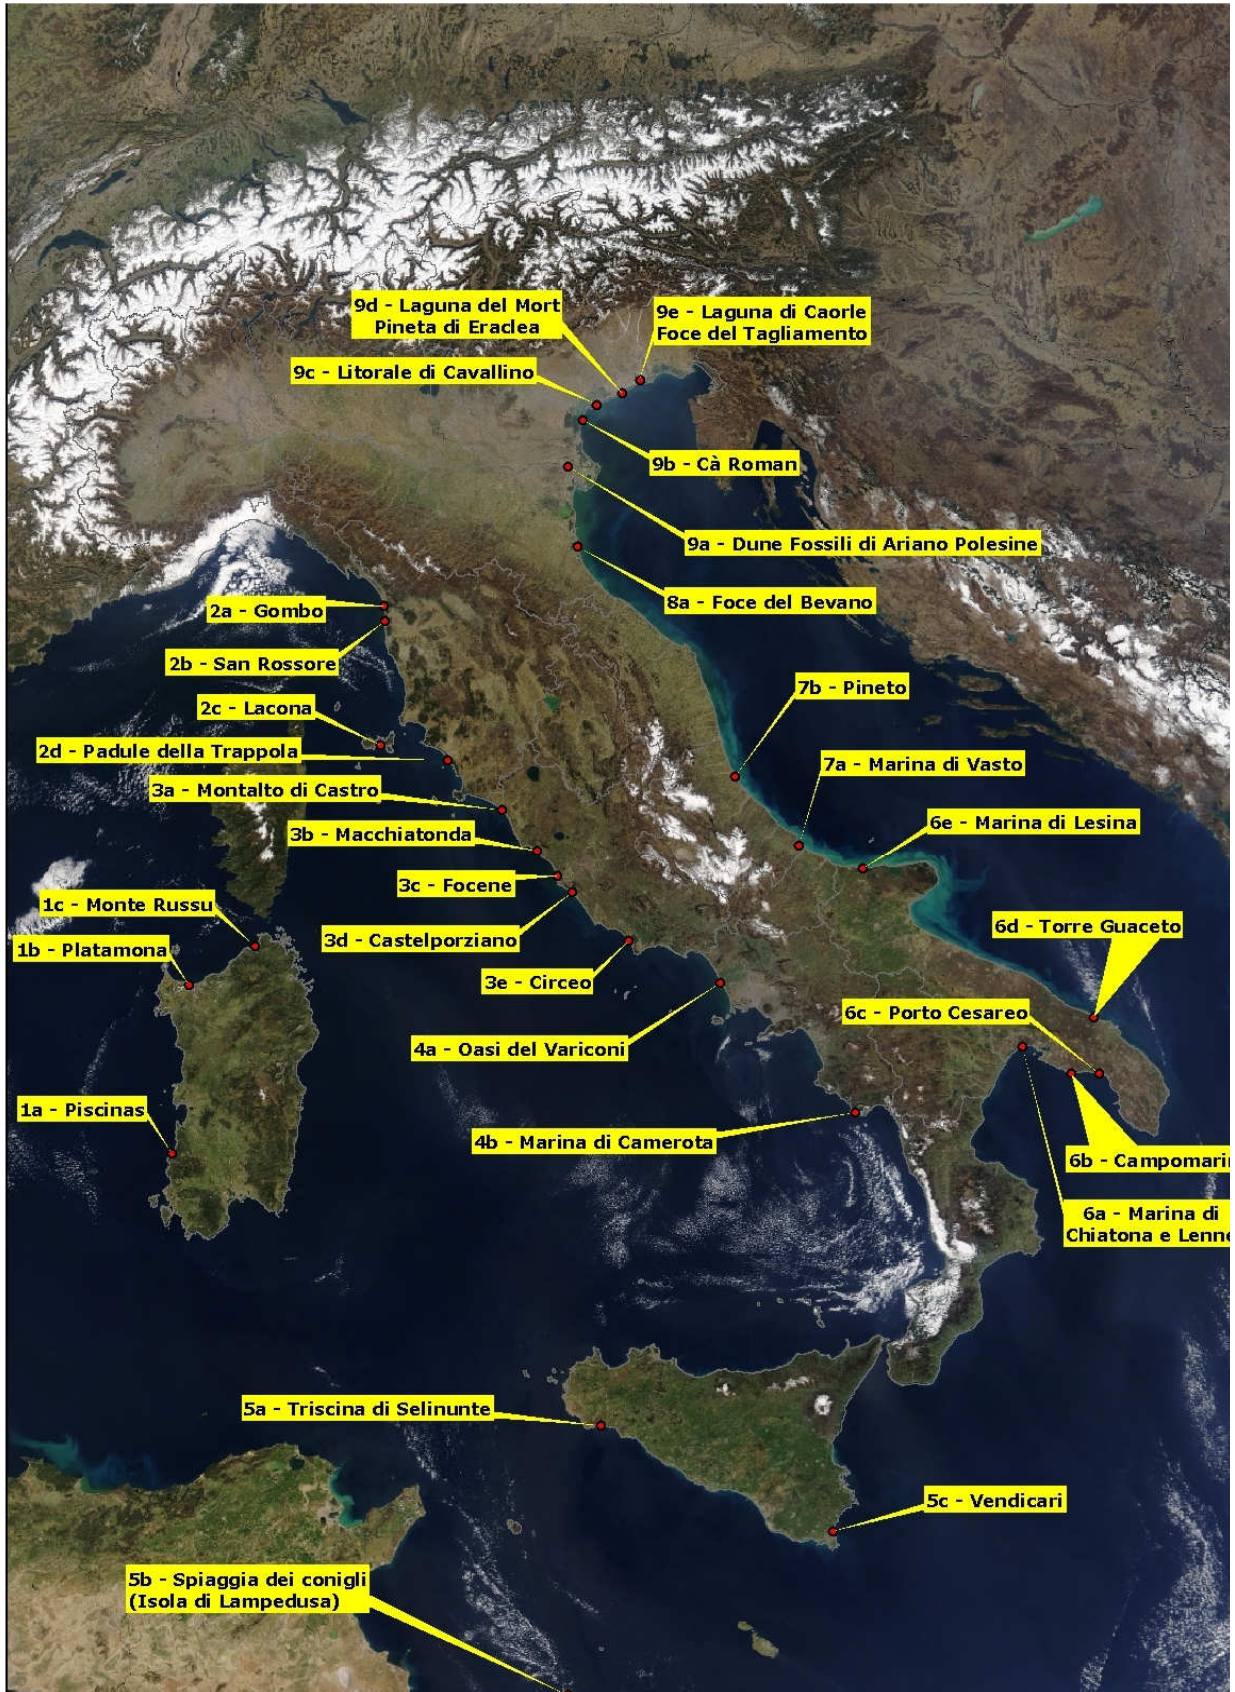 9d - Laguna del Mort
Pineta di Eraclea
9e - Laguna di Caorle
Foce del Tagliamento
9c - Litorale di Cavallino
9b - Cà Roman
9a - Dune Fossili di Ariano Polesine
8a - Foce del Bevano
2a - Gombo
2b - San Rossore
7b - Pineto
2c - Lacona
2d - Padule della Trappola
7a - Marina di Vasto
3a - Montalto di Castro
3b - Macchiatonda
6e - Marina di Lesina
3c - Focene
1c - Monte Russu
3d - Castelporziano
6d - Torre Guaceto
1b - Platamona
3e - Circeo
6c - Porto Cesareo
4a - Oasi del Variconi
1a - Piscinas
4b - Marina di Camerota
6b - Campomari
6a - Marina di
Chiatona e Lenne
5a - Triscina di Selinunte
5c - Vendicari
5b - Spiaggia dei conigli
(Isola di Lampedusa)